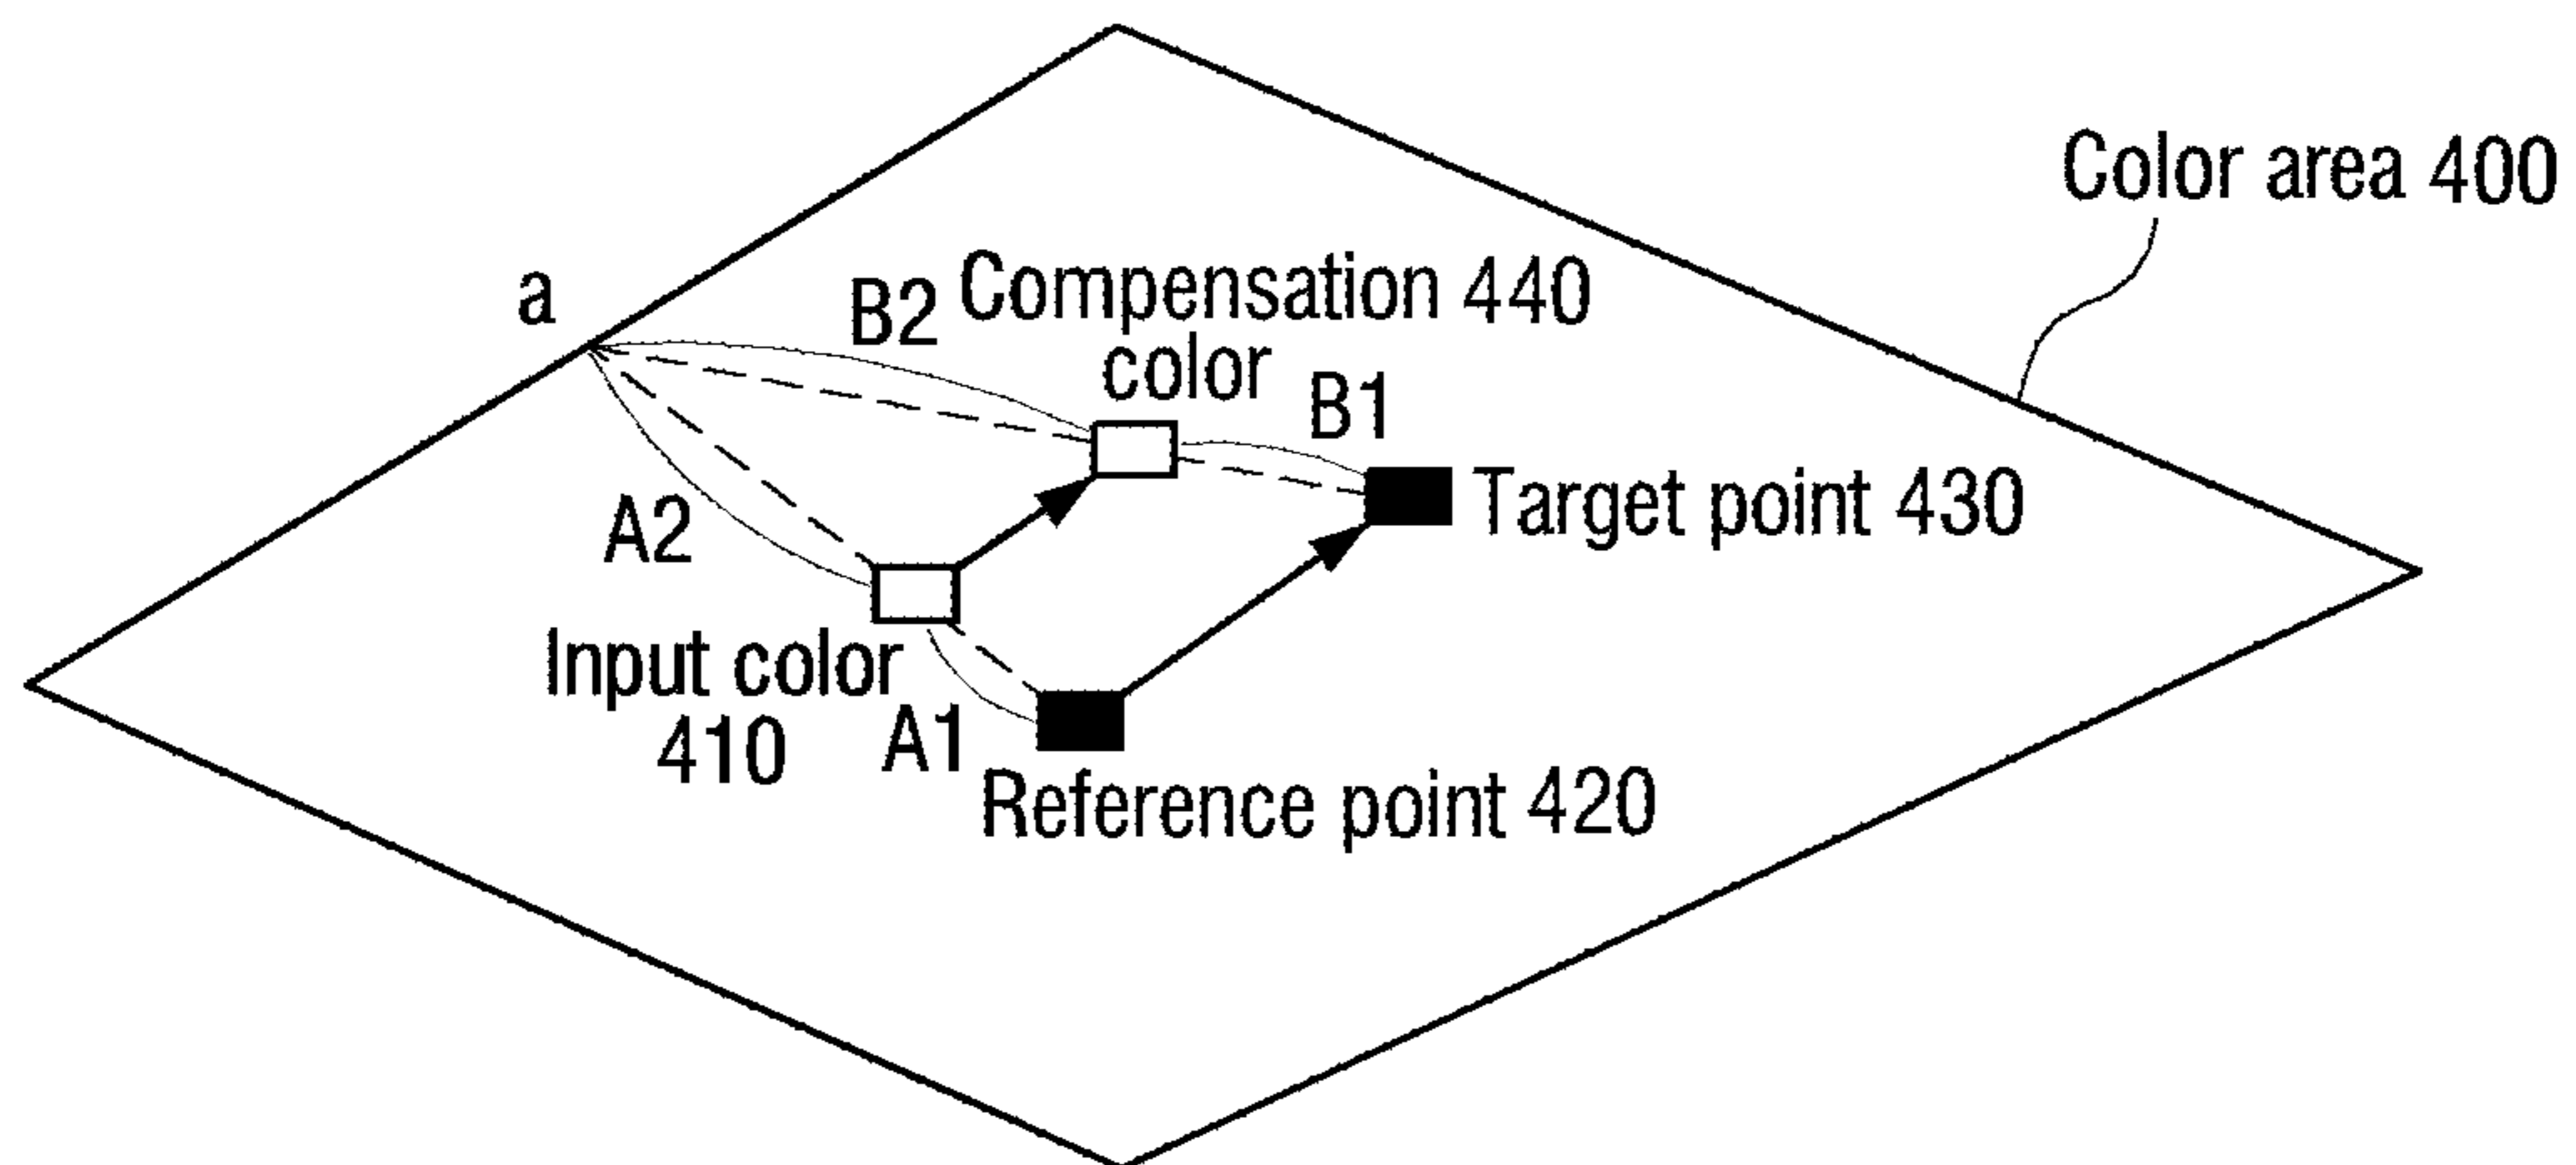 Color area 400
a
B2
Compensation 440
color
B1
Target point 430
A2
Input color
410
A1
Reference point 420